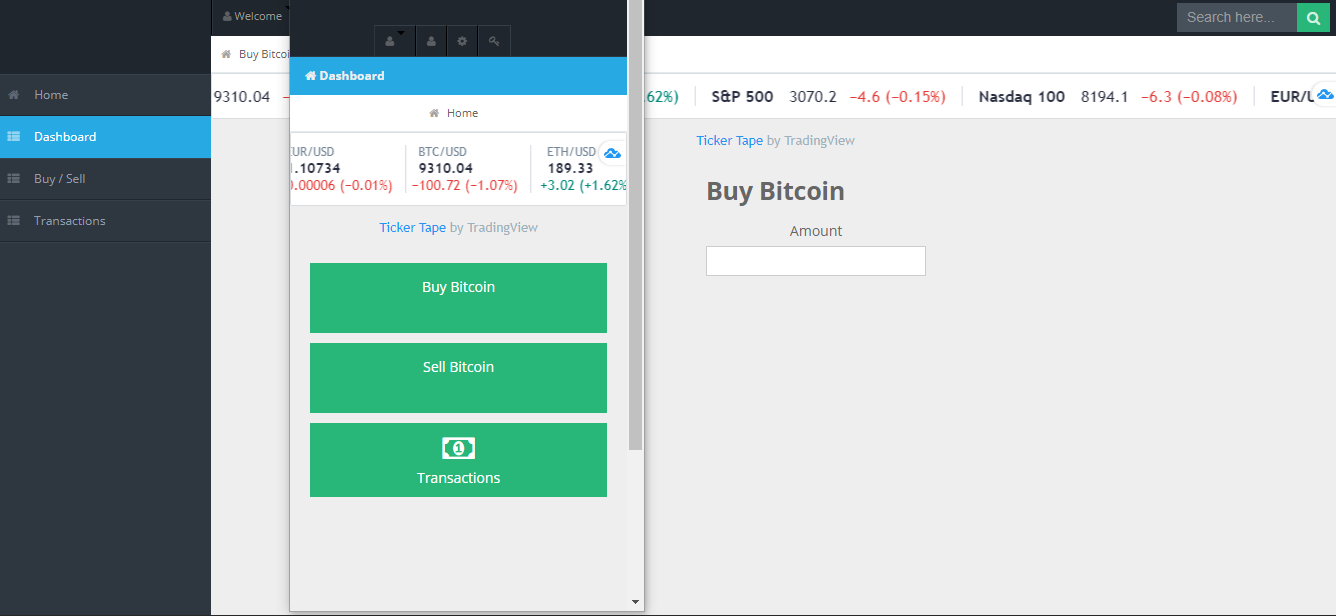 Welcome
Search here...
Buy Bitcoi
Home
Dashboard
Buy / Sell
Transactions
9310.04
.62%)
S&P 500 3070.2 −4.6 (−0.15%)
Nasdaq 100 8194.1 −6.3 (−0.08%)
EUR/U
Ticker Tape by TradingView
Buy Bitcoin
Amount
Dashboard
Home
UR/USD
.10734
0.00006 (−0.01%)
BTC/USD
9310.04
−100.72 (−1.07%)
ETH/USD
189.33
+3.02 (+1.62%
Ticker Tape by TradingView
Buy Bitcoin
Sell Bitcoin
1
Transactions